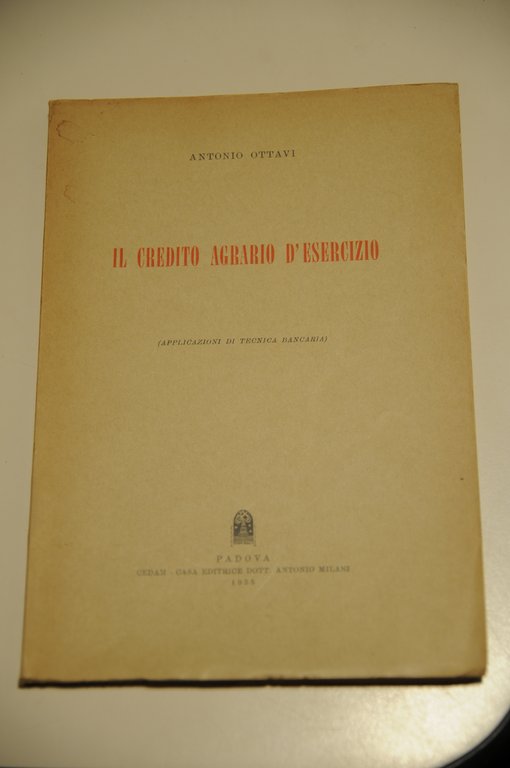 ANTONIO OTTAVI
IL CREDITO AGRARIO D'ESERCIZIO
(APPLICAZIONI DI TECNICA BANCARIA)
PADOVA
CEDAM - CASA EDITRICE DOTT. ANTONIO MILANI